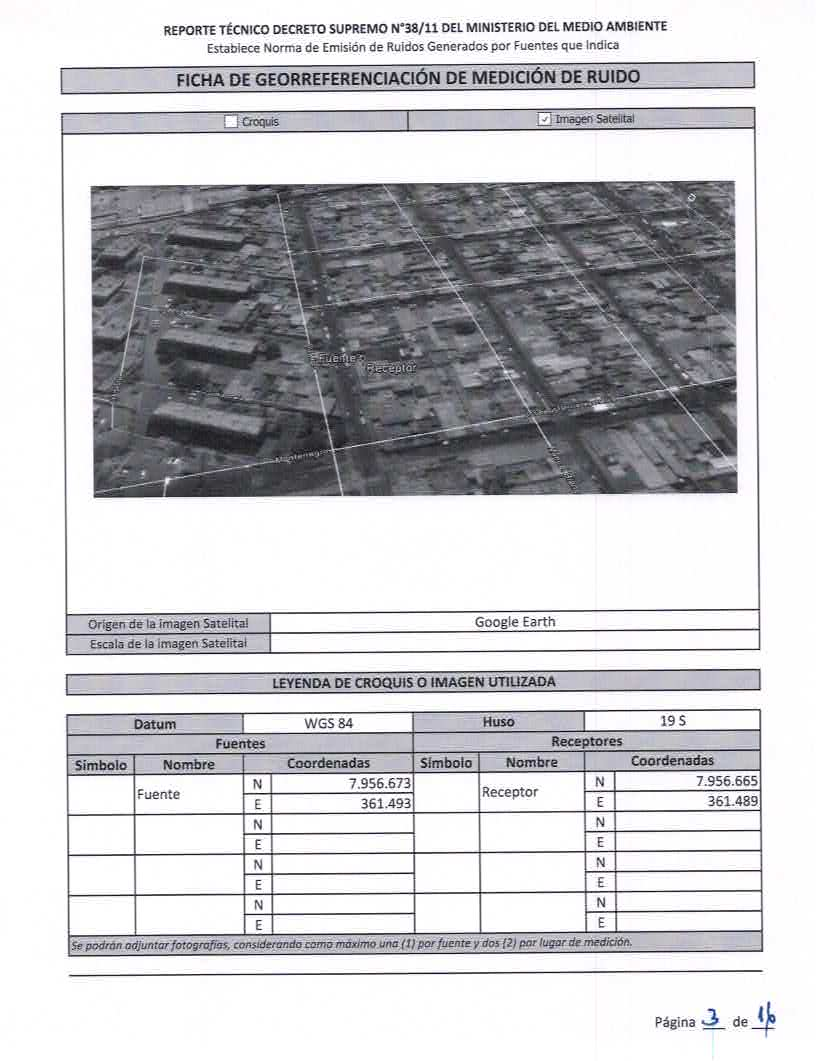 REPORTE TÉCNICO DECRETO SUPREMO N°38/11 DEL MINISTERIO DEL MEDIO AMBIENTE
Establece Norma de Emisión de Ruidos Generados por Fuentes que Indica
FICHA DE GEORREFERENCIACIÓN DE MEDICIÓN DE RUIDO
Croquis ✓ Imagen Satelital
Fuente
Receptor
Origen de la imagen Satelital Google Earth
Escala de la imagen Satelital
LEYENDA DE CROQUIS O IMAGEN UTILIZADA
Datum WGS 84 Huso 19 S
Fuentes Receptores
Símbolo Nombre Coordenadas Símbolo Nombre Coordenadas
Fuente N 7.956.673 Receptor N 7.956.665
E 361.493 E 361.489
N N
E E
N N
E E
N N
E E
Se podrán adjuntar fotografías, considerando como máximo una (1) por fuente y dos (2) por lugar de medición.
Página 3 de 16